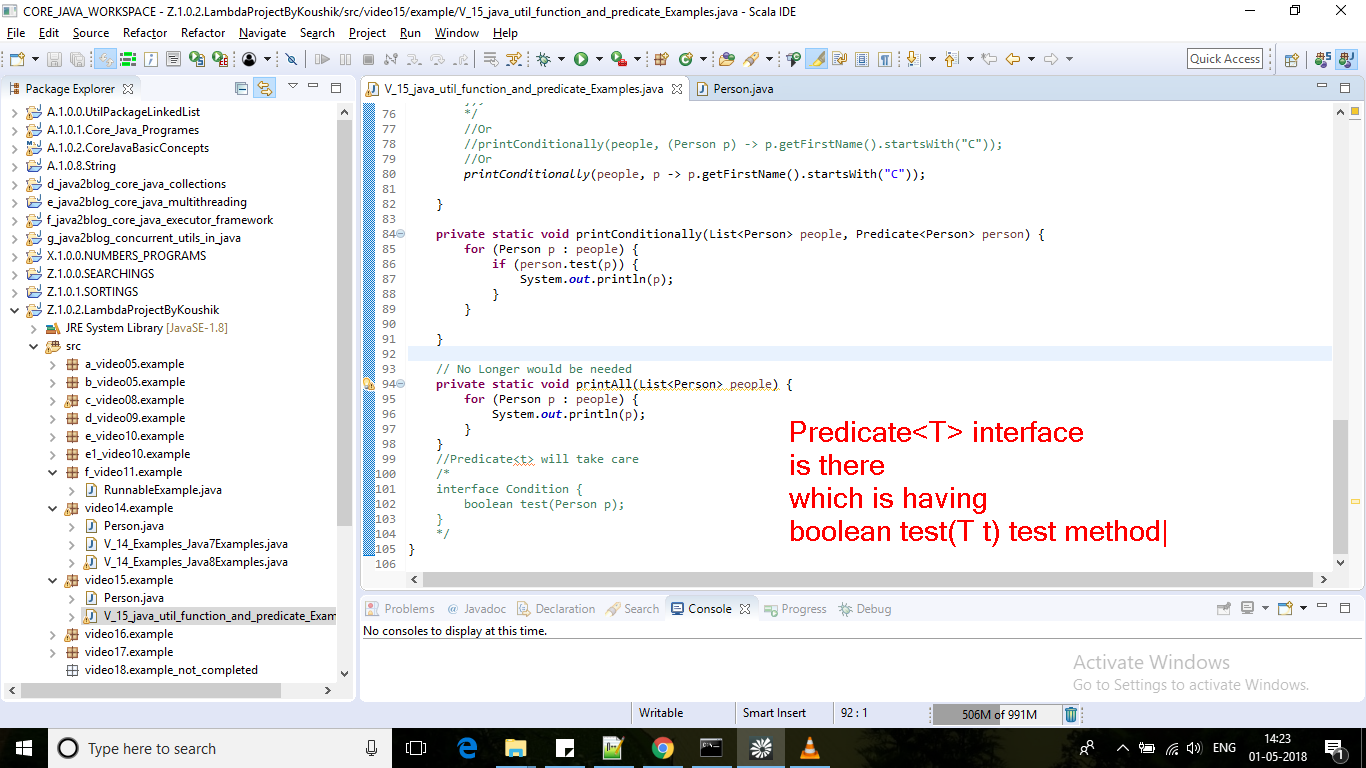 CORE_JAVA_WORKSPACE - Z.1.0.2.LambdaProjectByKoushik/src/video15/example/V_15_java_util_function_and_predicate_Examples.java - Scala IDE
File Edit Source Refactor Refactor Navigate Search Project Run Window Help
Quick Access
Package Explorer
A.1.0.0.UtilPackageLinkedList
A.1.0.1.Core_Java_Programes
A.1.0.2.CoreJavaBasicConcepts
A.1.0.8.String
d_java2blog_core_java_collections
e_java2blog_core_java_multithreading
f_java2blog_core_java_executor_framework
g_java2blog_concurrent_utils_in_java
X.1.0.0.NUMBERS_PROGRAMS
Z.1.0.0.SEARCHINGS
Z.1.0.1.SORTINGS
Z.1.0.2.LambdaProjectByKoushik
JRE System Library [JavaSE-1.8]
src
a_video05.example
b_video05.example
c_video08.example
d_video09.example
e_video10.example
e1_video10.example
f_video11.example
RunnableExample.java
video14.example
Person.java
V_14_Examples_Java7Examples.java
V_14_Examples_Java8Examples.java
video15.example
Person.java
V_15_java_util_function_and_predicate_Exam
video16.example
video17.example
video18.example_not_completed
V_15_java_util_function_and_predicate_Examples.java Person.java
76 */
77 //Or
78 //printConditionally(people, (Person p) -> p.getFirstName().startsWith("C"));
79 //Or
80 printConditionally(people, p -> p.getFirstName().startsWith("C"));
81
82 }
83
84 private static void printConditionally(List<Person> people, Predicate<Person> person) {
85 for (Person p : people) {
86 if (person.test(p)) {
87 System.out.println(p);
88 }
89 }
90
91 }
92
93 // No Longer would be needed
94 private static void printAll(List<Person> people) {
95 for (Person p : people) {
96 System.out.println(p);
97 }
98 }
99 //Predicate<t> will take care
100 /*
101 interface Condition {
102 boolean test(Person p);
103 }
104 */
105 }
106
Predicate<T> interface
is there
which is having
boolean test(T t) test method
Problems @ Javadoc Declaration Search Console Progress Debug
No consoles to display at this time.
Activate Windows
Go to Settings to activate Windows.
Writable Smart Insert 92 : 1 506M of 991M
Type here to search
ENG
14:23
01-05-2018
1